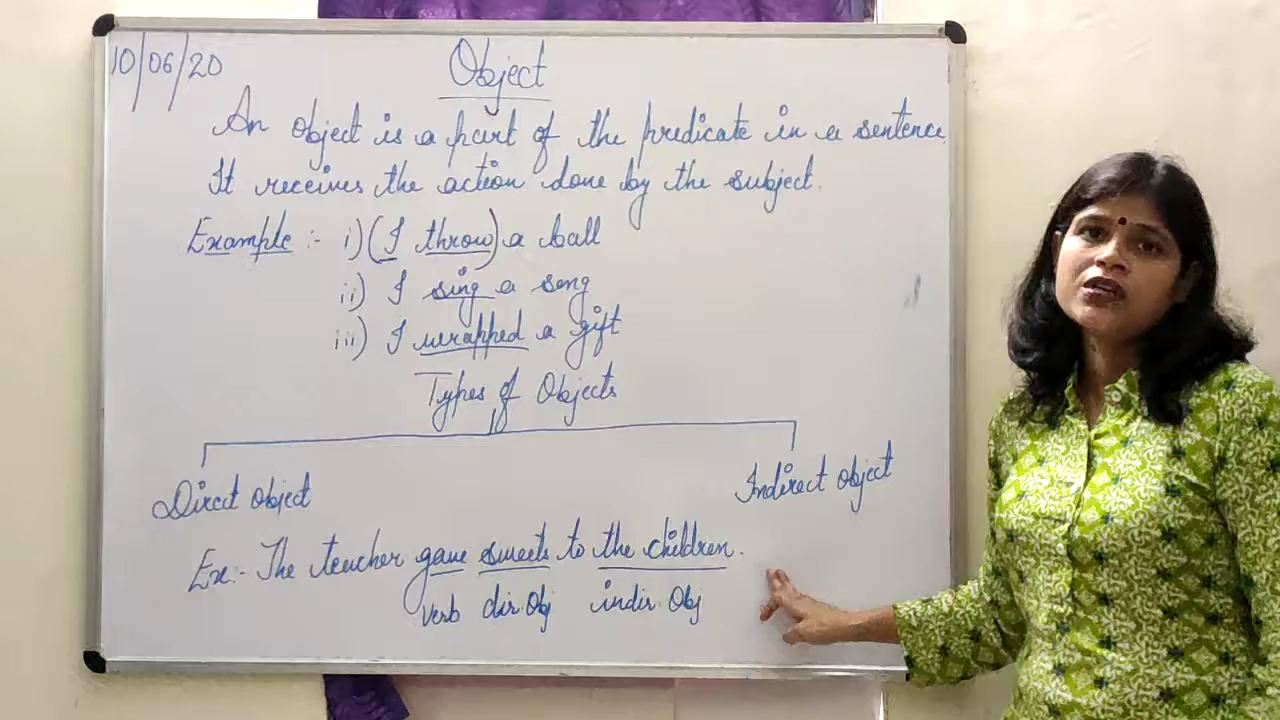 10/06/20
Object
An object is a part of the predicate in a sentence.
It receives the action done by the subject.
Example :- i) (I throw) a ball
ii) I sing a song
iii) I wrapped a gift
Types of Objects
Direct object
Indirect object
Ex:- The teacher gave sweets to the children.
verb dir. Obj indir. Obj